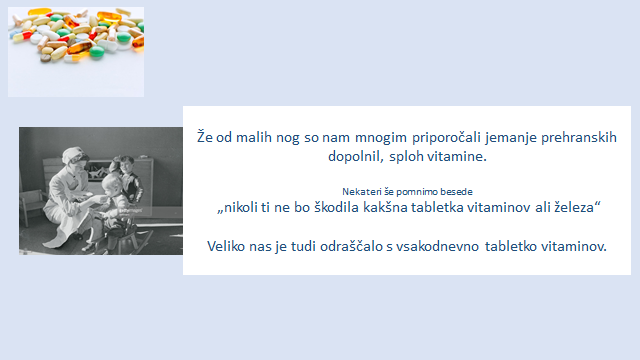 Že od malih nog so nam mnogim priporočali jemanje prehranskih
dopolnil, sploh vitamine.
Nekateri še pomnimo besede
„nikoli ti ne bo škodila kakšna tabletka vitaminov ali železa“
Veliko nas je tudi odraščalo s vsakodnevno tabletko vitaminov.